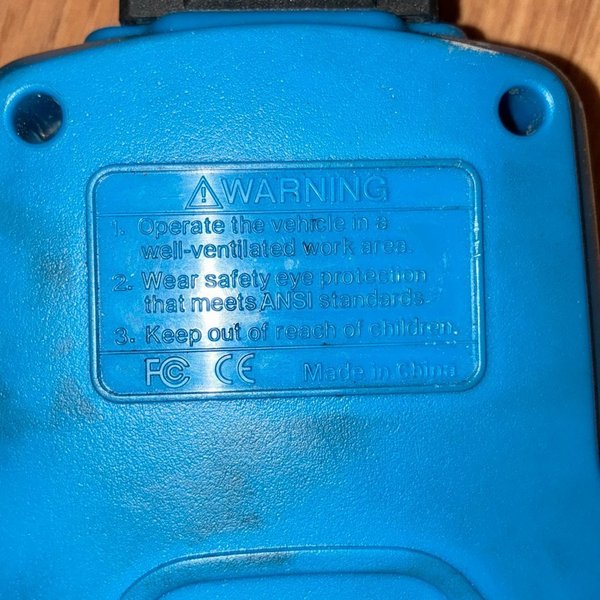 ⚠ WARNING
1. Operate the vehicle in a
well-ventilated work area.
2. Wear safety eye protection
that meets ANSI standards.
3. Keep out of reach of children.
FC CE Made in China